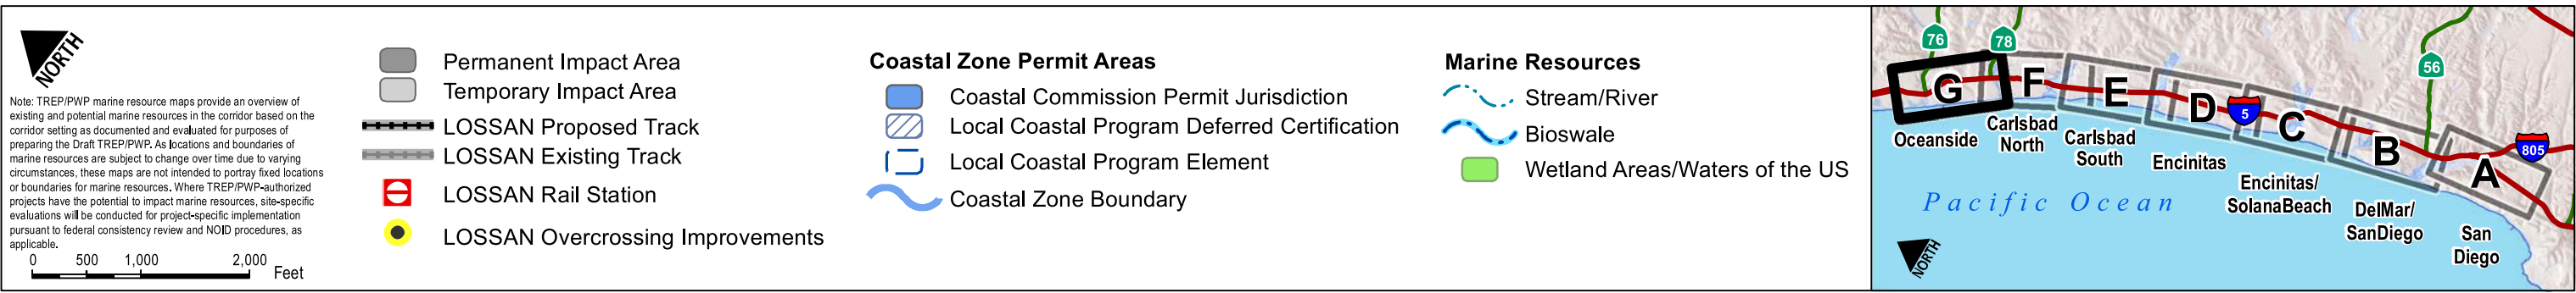 NORTH
Note: TREP/PWP marine resource maps provide an overview of
existing and potential marine resources in the corridor based on the
corridor setting as documented and evaluated for purposes of
preparing the Draft TREP/PWP. As locations and boundaries of
marine resources are subject to change over time due to varying
circumstances, these maps are not intended to portray fixed locations
or boundaries for marine resources. Where TREP/PWP-authorized
projects have the potential to impact marine resources, site-specific
evaluations will be conducted for project-specific implementation
pursuant to federal consistency review and NOID procedures, as
applicable.
0 500 1,000 2,000
Feet
Permanent Impact Area
Temporary Impact Area
LOSSAN Proposed Track
LOSSAN Existing Track
LOSSAN Rail Station
LOSSAN Overcrossing Improvements
Coastal Zone Permit Areas
Coastal Commission Permit Jurisdiction
Local Coastal Program Deferred Certification
Local Coastal Program Element
Coastal Zone Boundary
Marine Resources
Stream/River
Bioswale
Wetland Areas/Waters of the US
76
78
56
5
805
G
F
E
D
C
B
A
Oceanside
Carlsbad
North
Carlsbad
South
Encinitas
Encinitas/
SolanaBeach
DelMar/
SanDiego
San
Diego
Pacific Ocean
NORTH